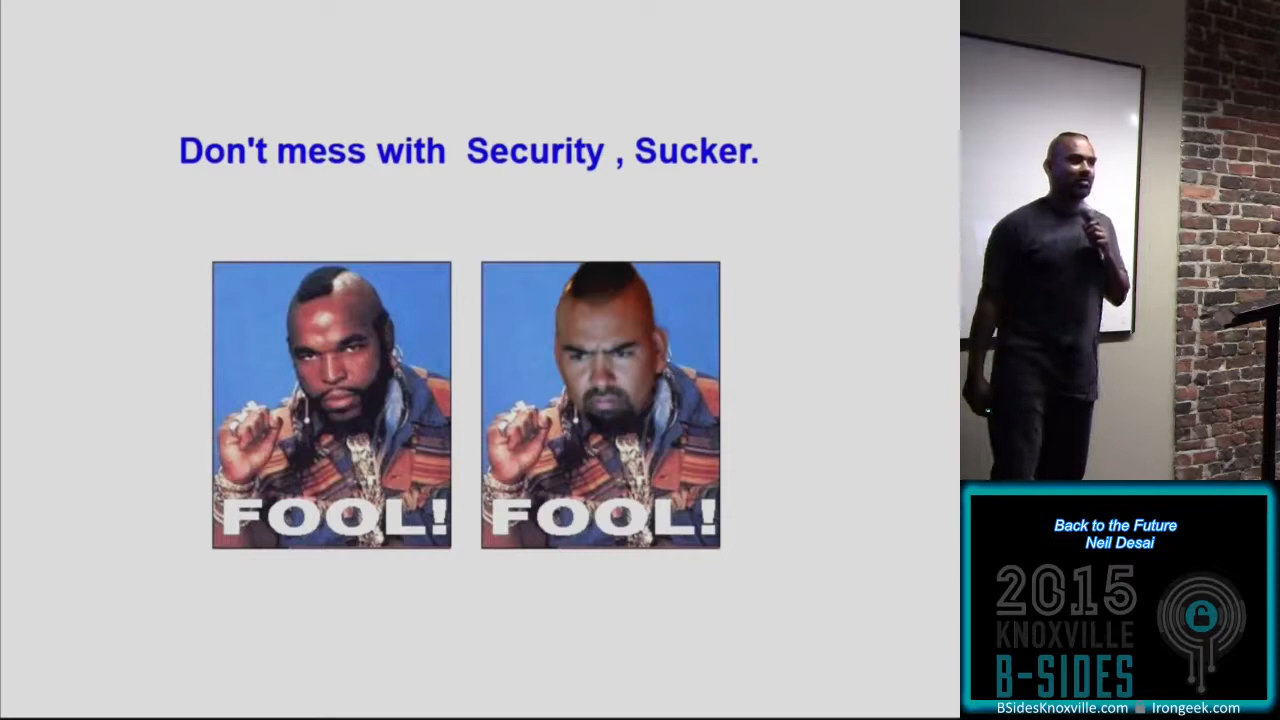 Don't mess with  Security , Sucker.
FOOL!
FOOL!
Back to the Future
Neil Desai
2015
KNOXVILLE
B-SIDES
BSidesKnoxville.com Irongeek.com